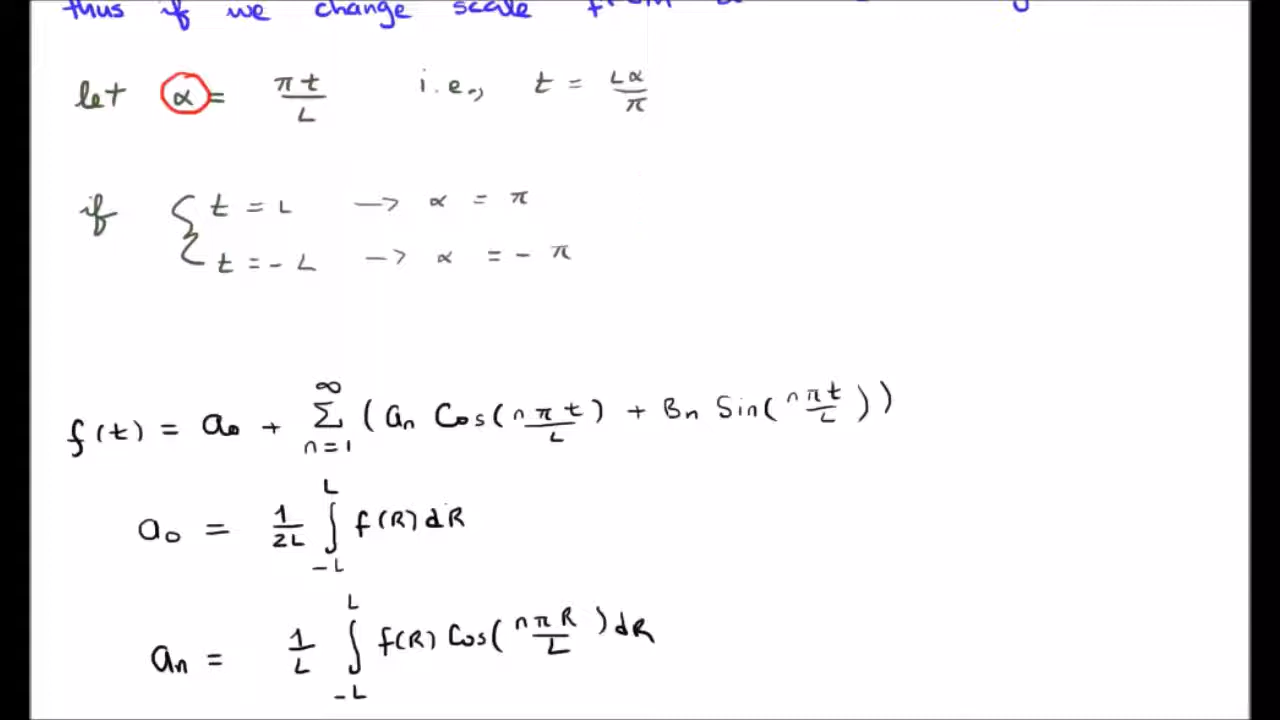 thus if we change scale from
let α = πt/L i.e., t = Lα/π
if { t = L —> α = π
t = - L —> α = - π
f(t) = a₀ + ∞ Σ n=1 (an Cos(nπt/L) + Bn Sin(nπt/L))
a₀ = 1/2L ∫ L -L f(R) dR
an = 1/L ∫ L -L f(R) Cos(nπR/L) dR